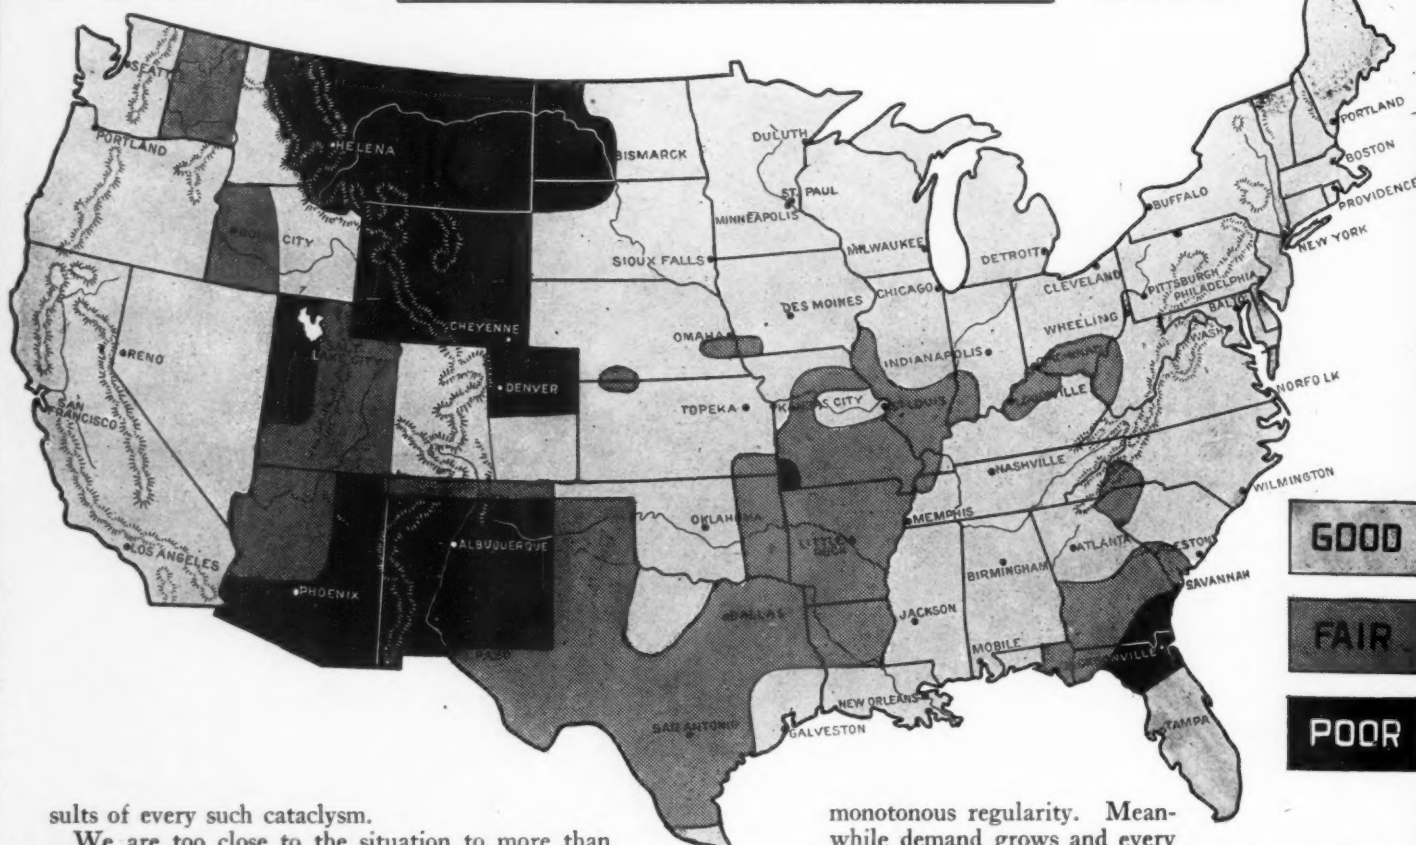 SEATTLE
PORTLAND
HELENA
BISMARCK
DULUTH
ST. PAUL
MINNEAPOLIS
PORTLAND
BOSTON
PROVIDENCE
NEW YORK
BUFFALO
BOISE CITY
SIOUX FALLS
MILWAUKEE
DETROIT
CLEVELAND
PITTSBURGH
PHILADELPHIA
BALTO
WASH
CHICAGO
DES MOINES
OMAHA
WHEELING
CHEYENNE
RENO
LAKE CITY
DENVER
INDIANAPOLIS
NORFOLK
SAN
FRANCISCO
TOPEKA
KANSAS CITY
NASHVILLE
WILMINGTON
LOS ANGELES
ALBUQUERQUE
OKLAHOMA
MEMPHIS
LITTLE
ROCK
ATLANTA
BIRMINGHAM
PHOENIX
DALLAS
JACKSON
SAVANNAH
MOBILE
NEW ORLEANS
SAN ANTONIO
GALVESTON
TAMPA
GOOD
FAIR
POOR
sults of every such cataclysm.
We are too close to the situation to more than
monotonous regularity. Mean-
while demand grows and every